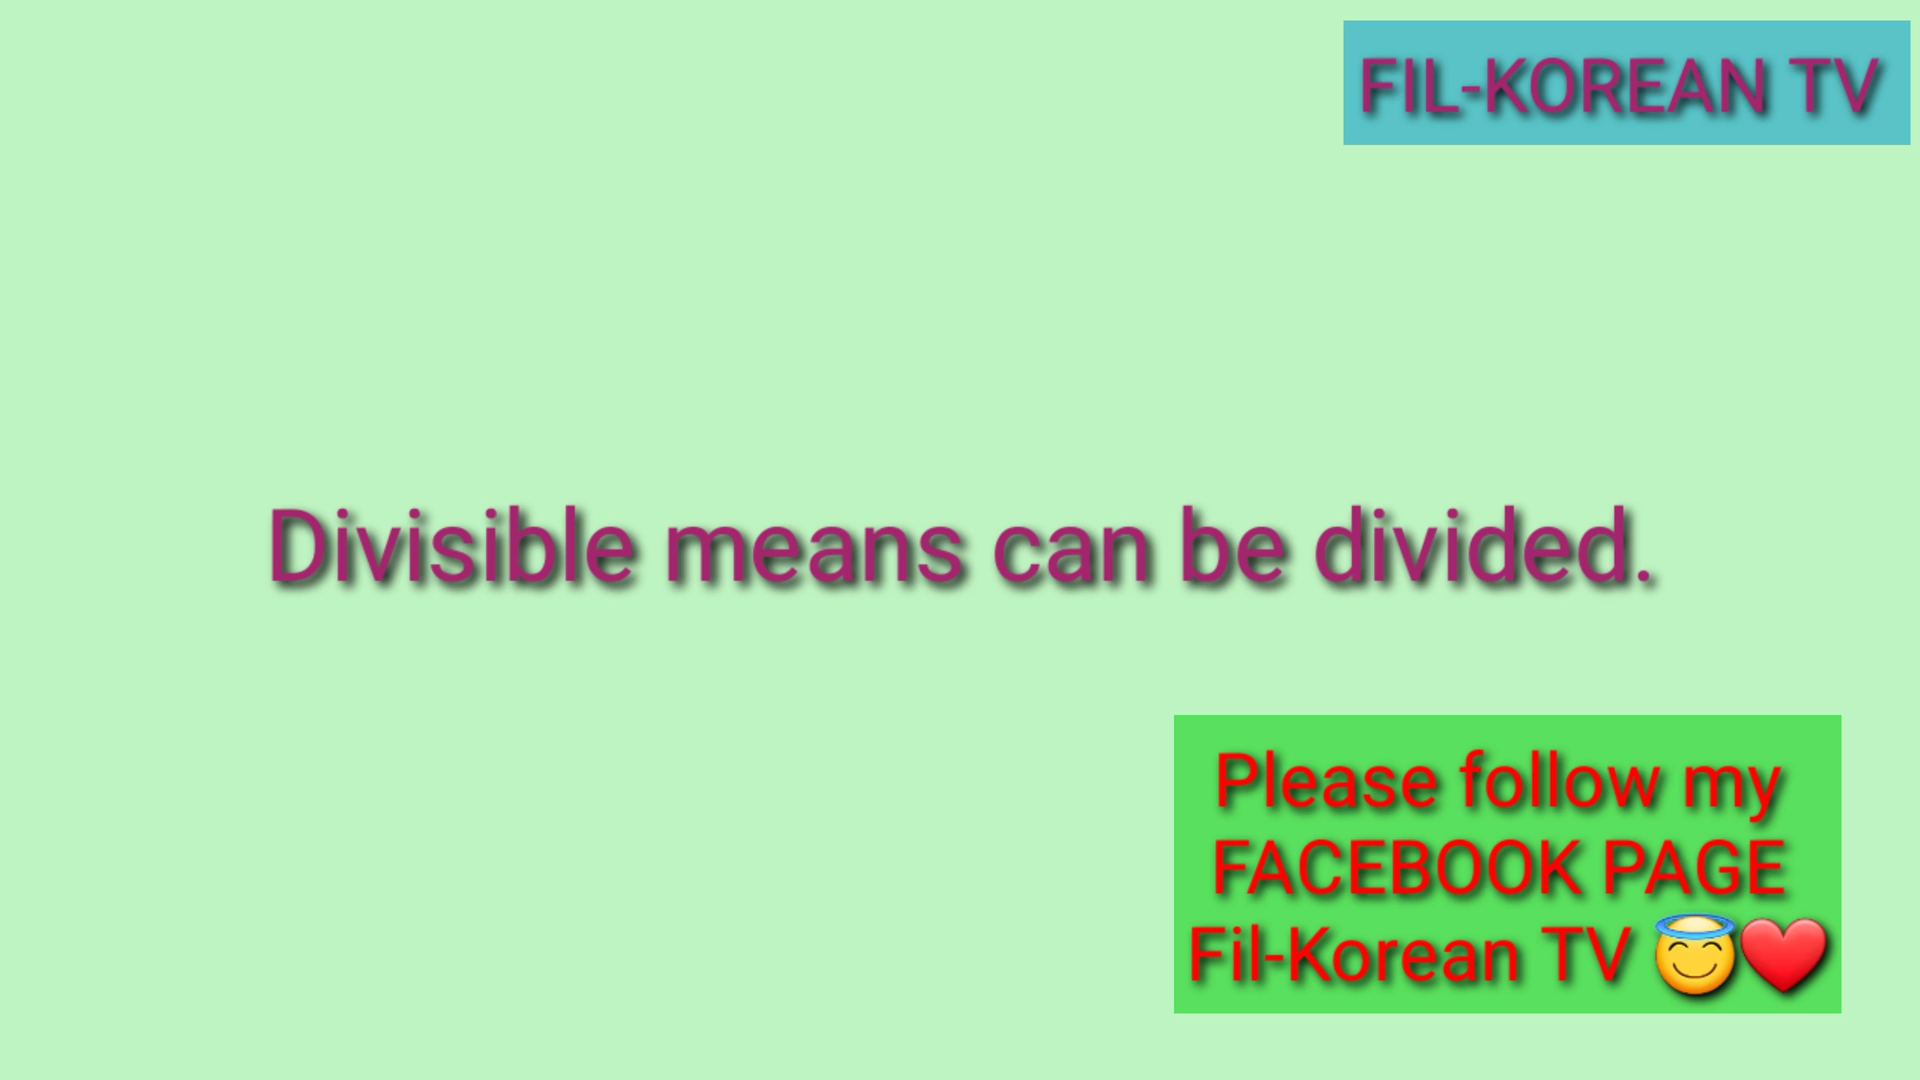 FIL-KOREAN TV
Divisible means can be divided.
Please follow my
FACEBOOK PAGE
Fil-Korean TV 😇❤️